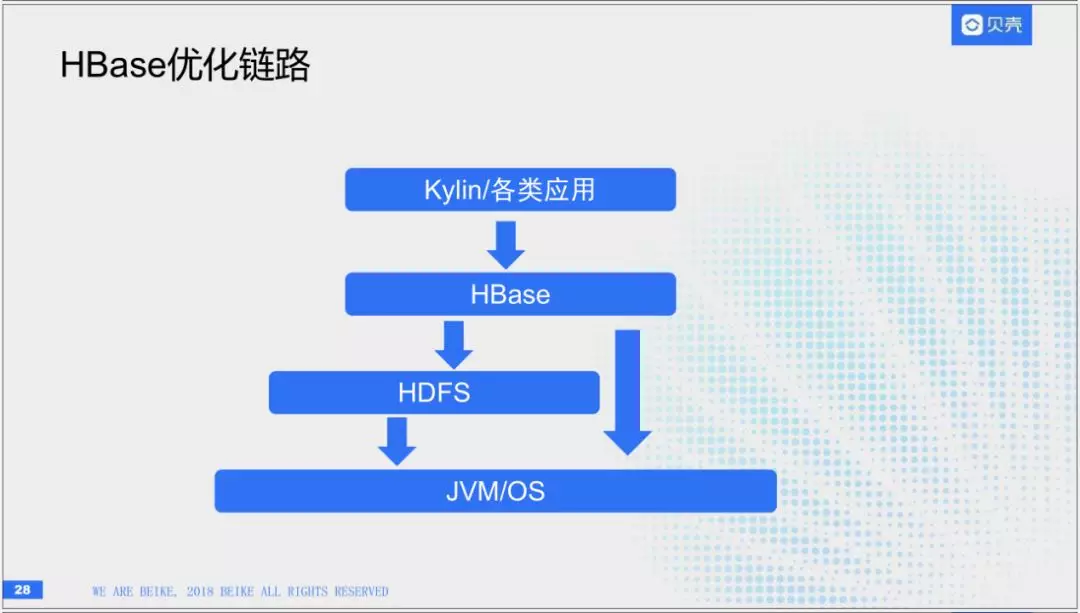 贝壳
HBase优化链路
Kylin/各类应用
HBase
HDFS
JVM/OS
28
WE ARE BEIKE, 2018 BEIKE ALL RIGHTS RESERVED